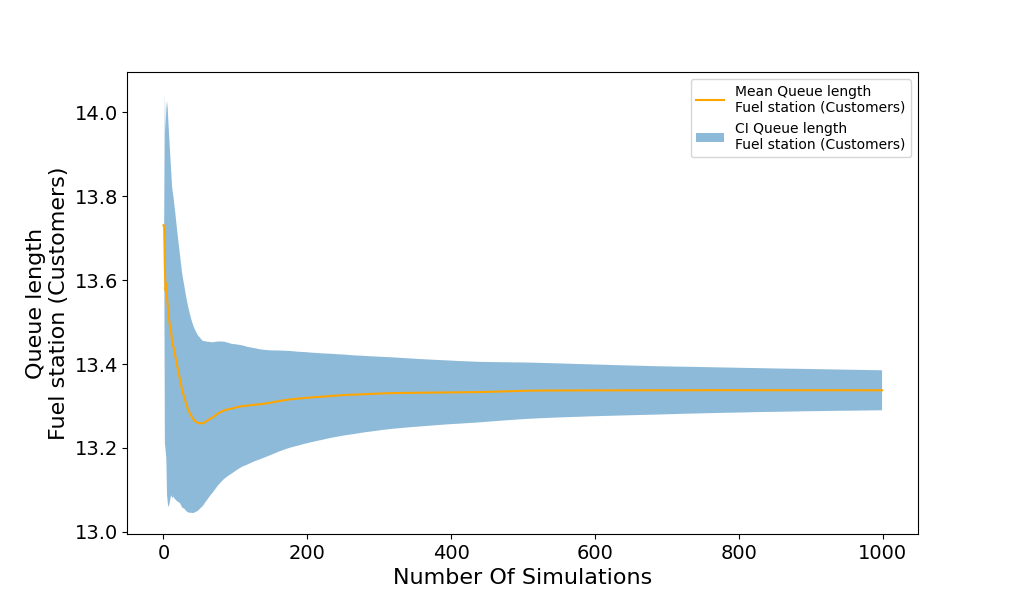 Mean Queue length
Fuel station (Customers)
CI Queue length
Fuel station (Customers)
14.0
13.8
13.6
13.4
13.2
13.0
Queue length
Fuel station (Customers)
0 200 400 600 800 1000
Number Of Simulations